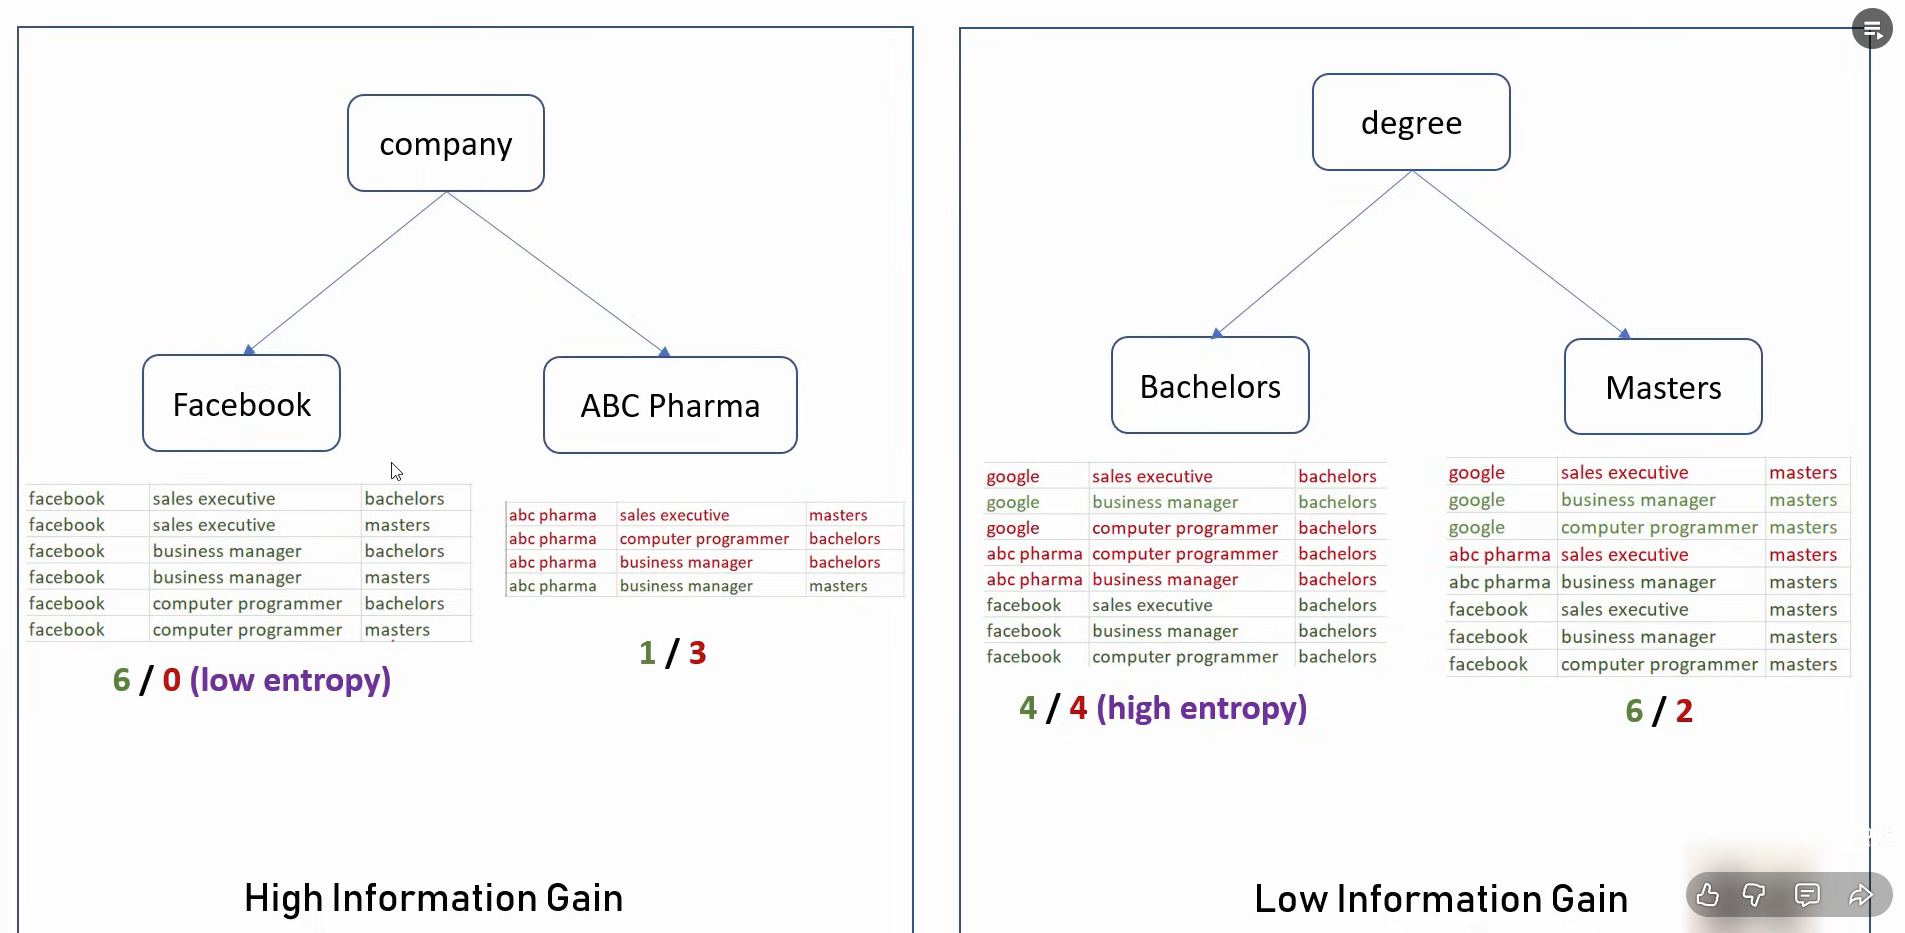 company
Facebook
ABC Pharma
facebook sales executive bachelors
facebook sales executive masters
facebook business manager bachelors
facebook business manager masters
facebook computer programmer bachelors
facebook computer programmer masters
6 / 0 (low entropy)
abc pharma sales executive masters
abc pharma computer programmer bachelors
abc pharma business manager bachelors
abc pharma business manager masters
1 / 3
High Information Gain
degree
Bachelors
Masters
google sales executive bachelors
google business manager bachelors
google computer programmer bachelors
abc pharma computer programmer bachelors
abc pharma business manager bachelors
facebook sales executive bachelors
facebook business manager bachelors
facebook computer programmer bachelors
4 / 4 (high entropy)
google sales executive masters
google business manager masters
google computer programmer masters
abc pharma sales executive masters
abc pharma business manager masters
facebook sales executive masters
facebook business manager masters
facebook computer programmer masters
6 / 2
Low Information Gain